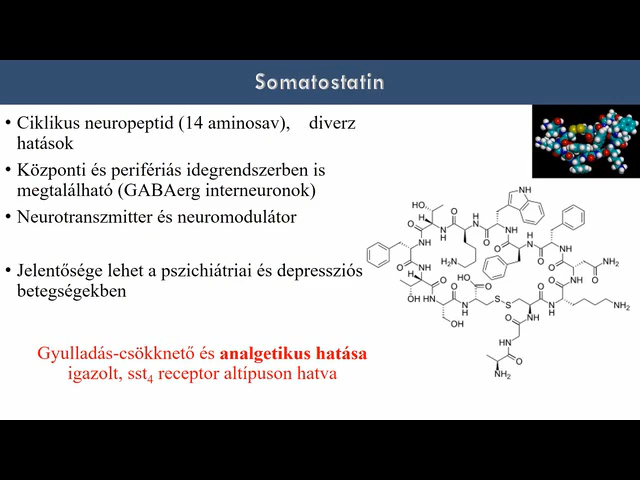 Somatostatin
• Ciklikus neuropeptid (14 aminosav), diverz
hatások
• Központi és perifériás idegrendszerben is
megtalálható (GABAerg interneuronok)
• Neurotranszmitter és neuromodulátor
• Jelentősége lehet a pszichiátriai és depressziós
betegségekben
Gyulladás-csökknető és analgetikus hatása
igazolt, sst4 receptor altípuson hatva